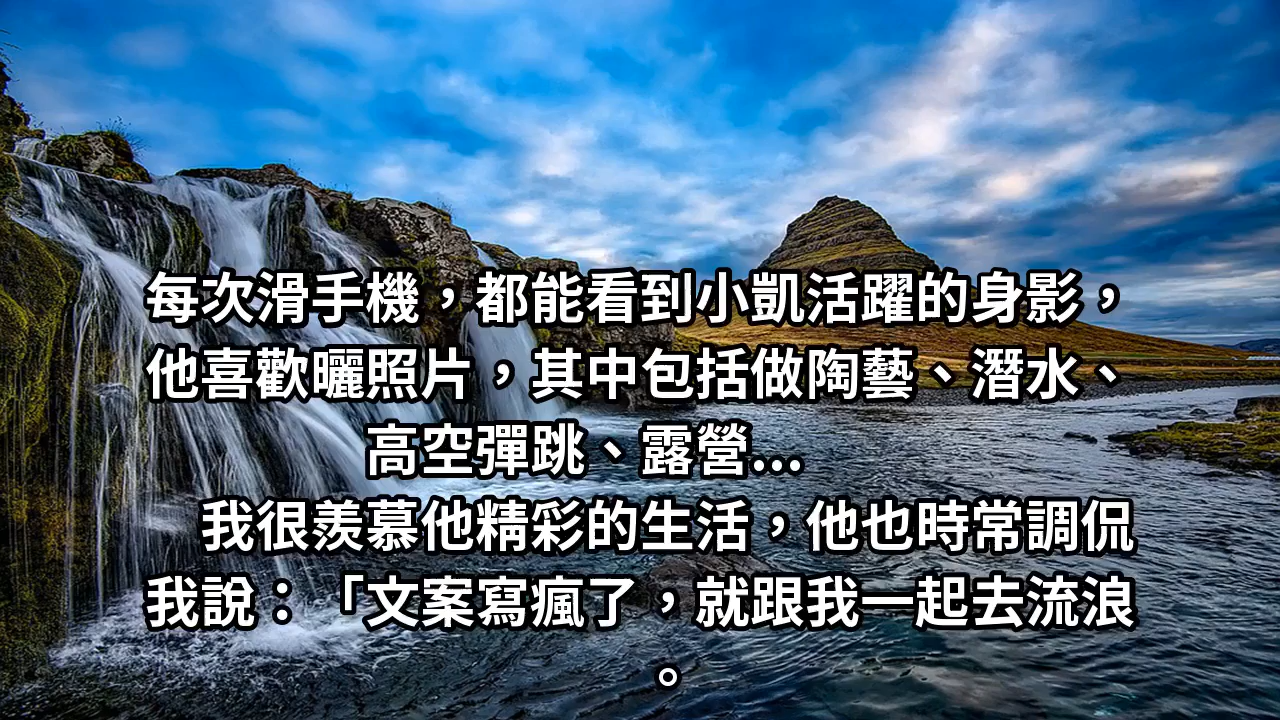 每次滑手機，都能看到小凱活躍的身影，
他喜歡曬照片，其中包括做陶藝、潛水、
高空彈跳、露營...
我很羨慕他精彩的生活，他也時常調侃
我說：「文案寫瘋了，就跟我一起去流浪
。